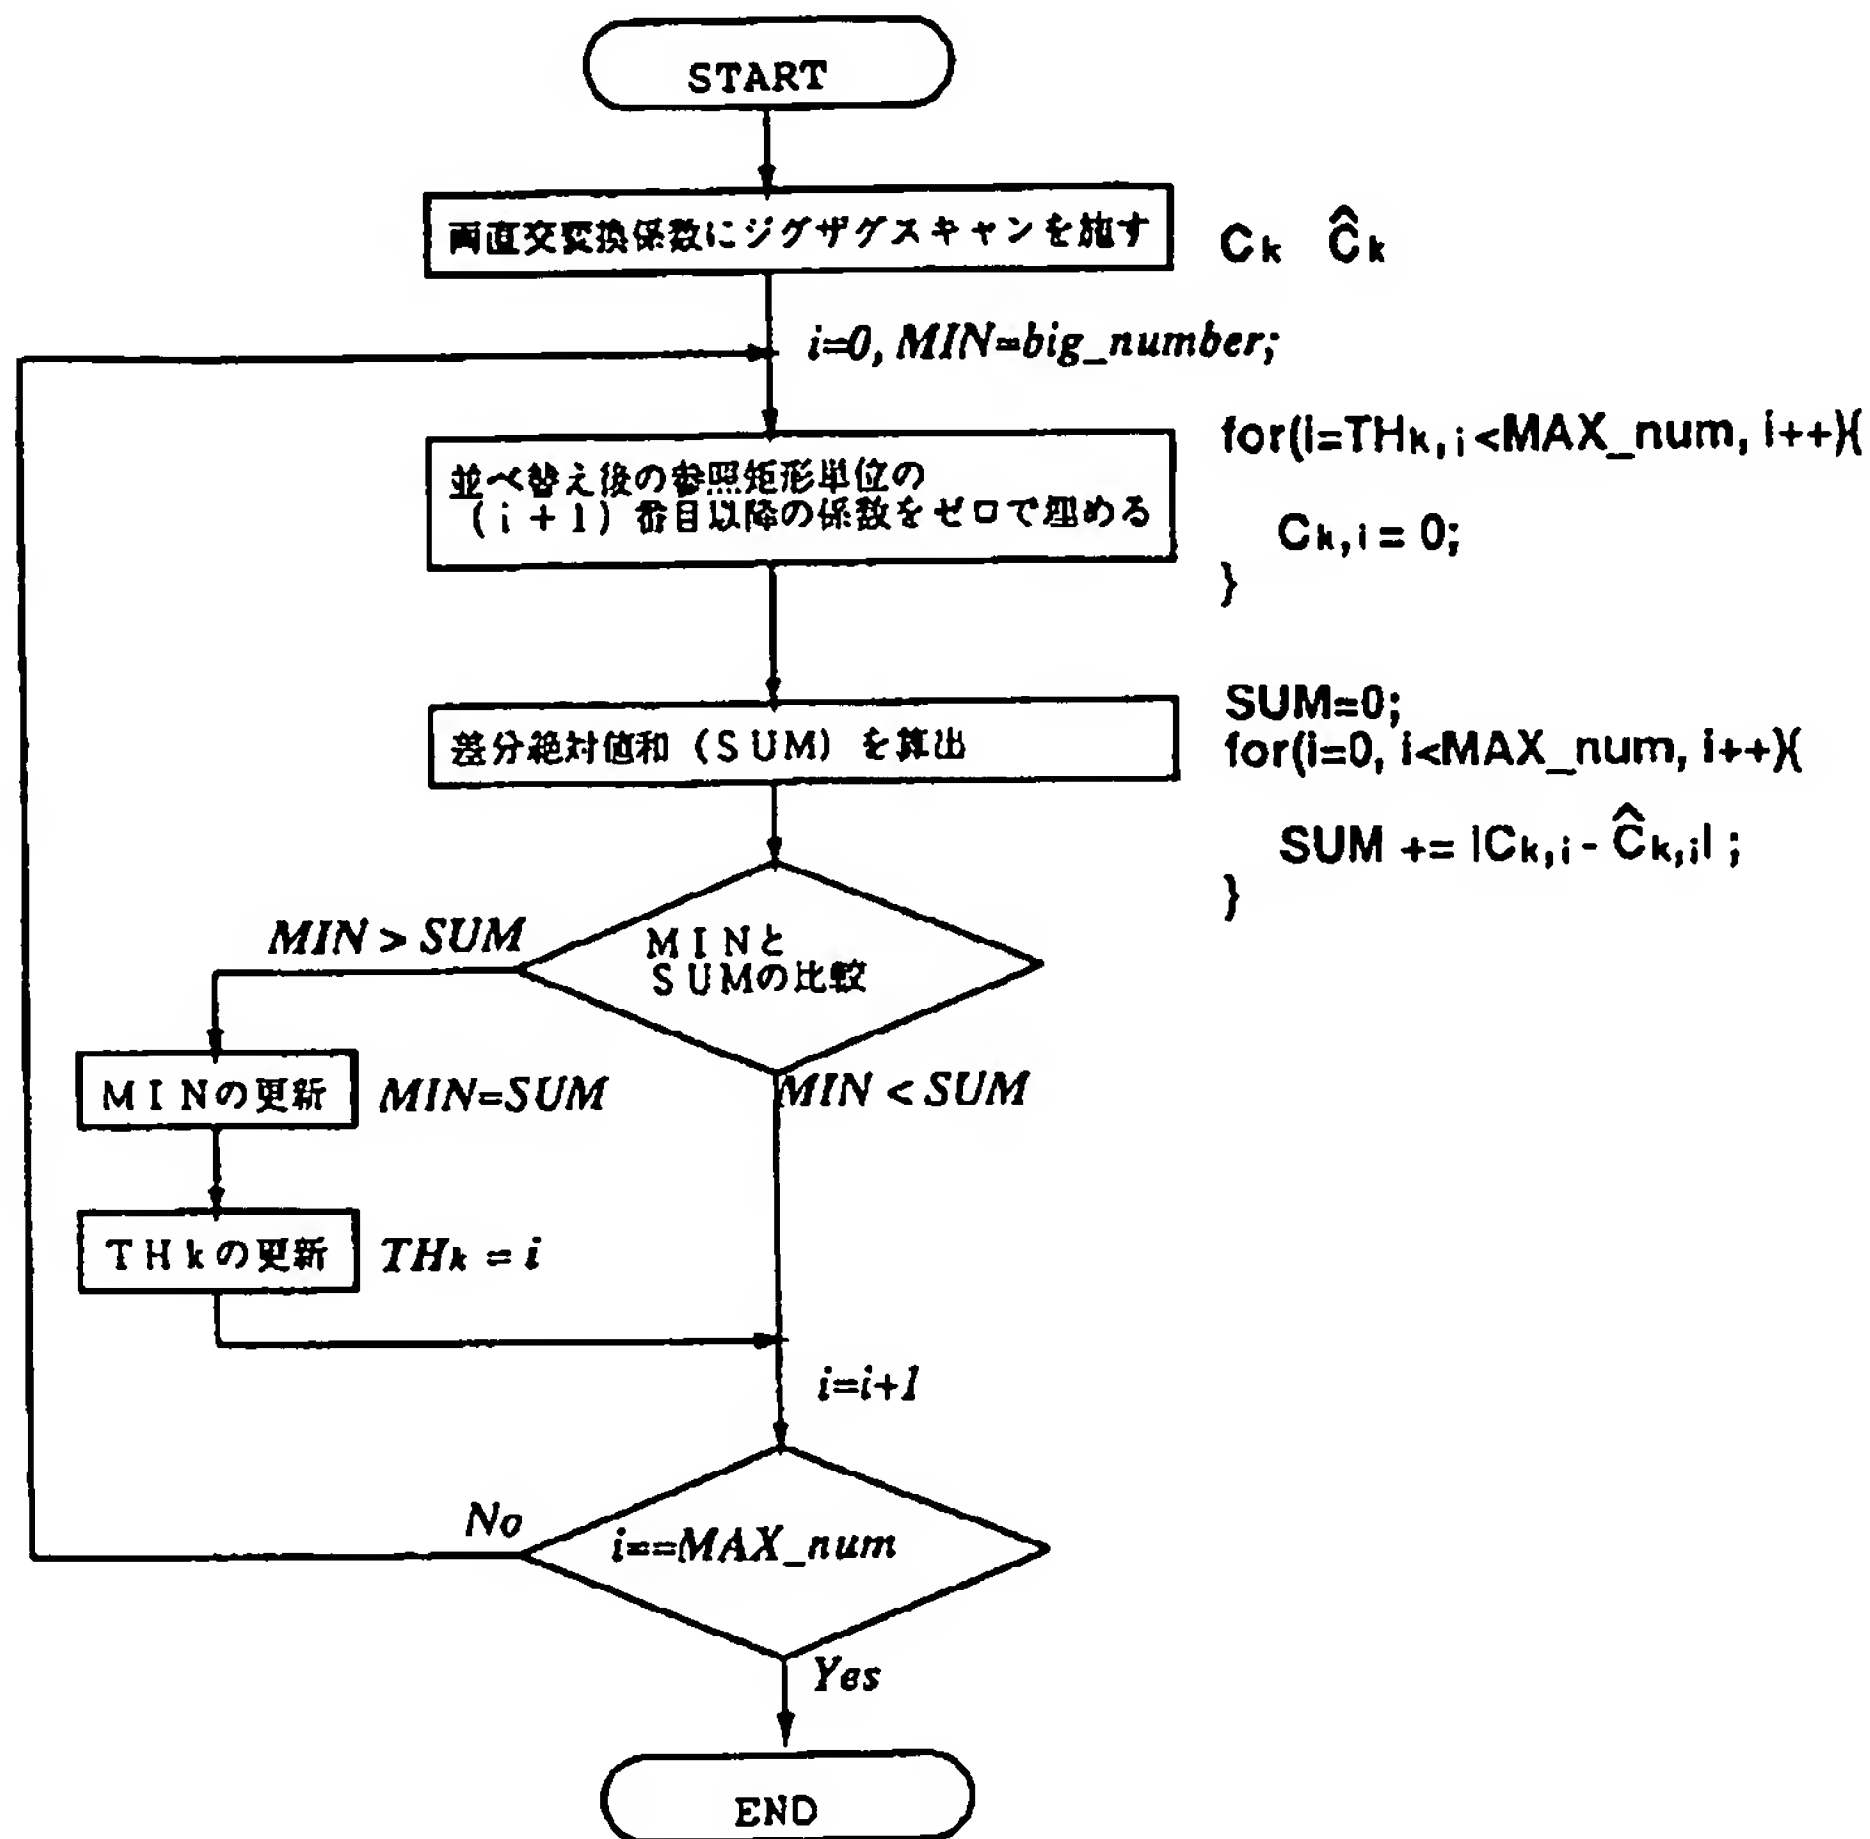 START
両直交変換係数にジグザグスキャンを施す
Ck Ĉk
i=0, MIN=big_number;
並べ替え後の参照矩形単位の
(i+1)番目以降の係数をゼロで埋める
for(i=THk,i<MAX_num, i++){
Ck,i = 0;
}
差分絶対値和(SUM)を算出
SUM=0;
for(i=0, i<MAX_num, i++){
SUM += |Ck,i - Ĉk,i| ;
}
MIN > SUM
MINと
SUMの比較
MIN < SUM
MINの更新
MIN=SUM
THkの更新
THk = i
i=i+1
No
i==MAX_num
Yes
END